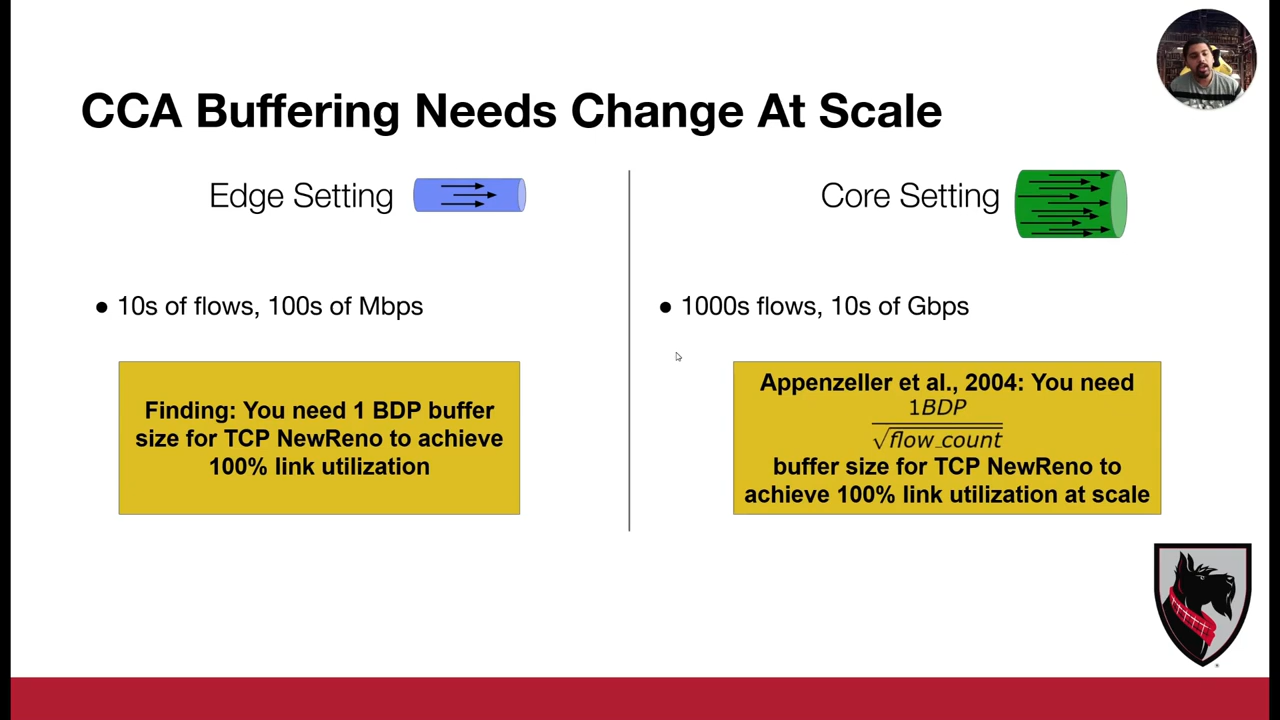 CCA Buffering Needs Change At Scale
Edge Setting
● 10s of flows, 100s of Mbps
Finding: You need 1 BDP buffer
size for TCP NewReno to achieve
100% link utilization
Core Setting
● 1000s flows, 10s of Gbps
Appenzeller et al., 2004: You need
1BDP
√flow_count
buffer size for TCP NewReno to
achieve 100% link utilization at scale